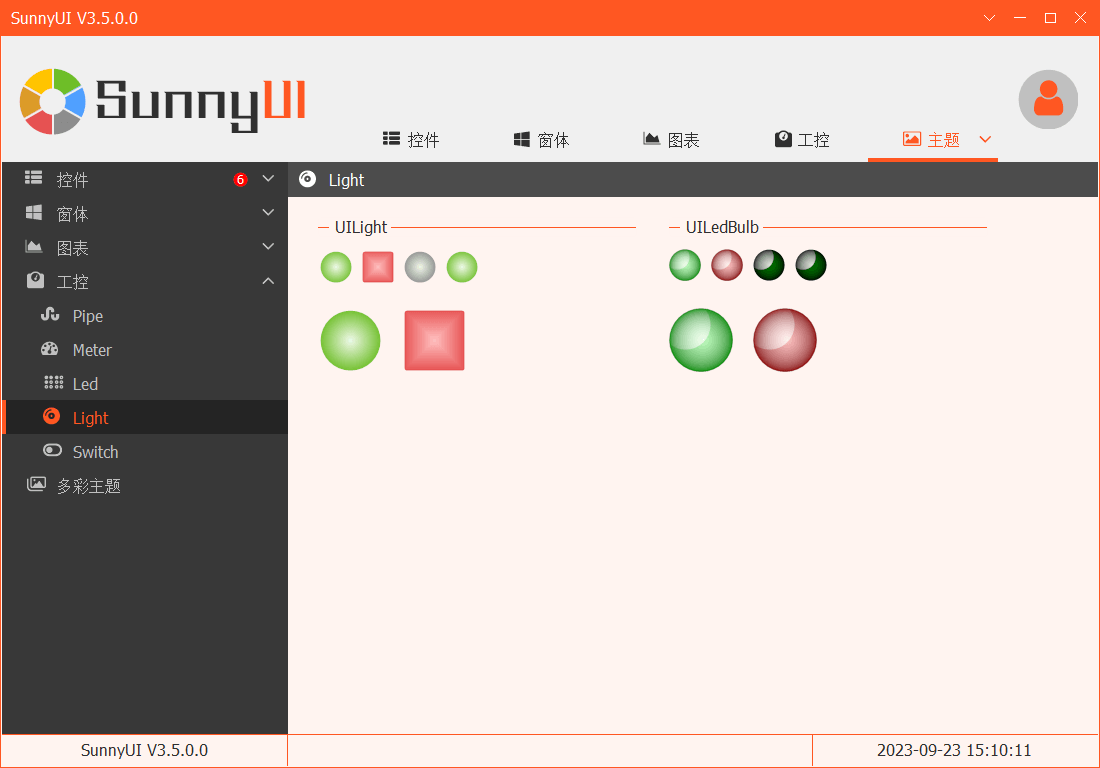 SunnyUI V3.5.0.0
SunnyUI
控件 窗体 图表 工控 主题
控件 6
窗体
图表
工控
Pipe
Meter
Led
Light
Switch
多彩主题
Light
UILight UILedBulb
SunnyUI V3.5.0.0 2023-09-23 15:10:11